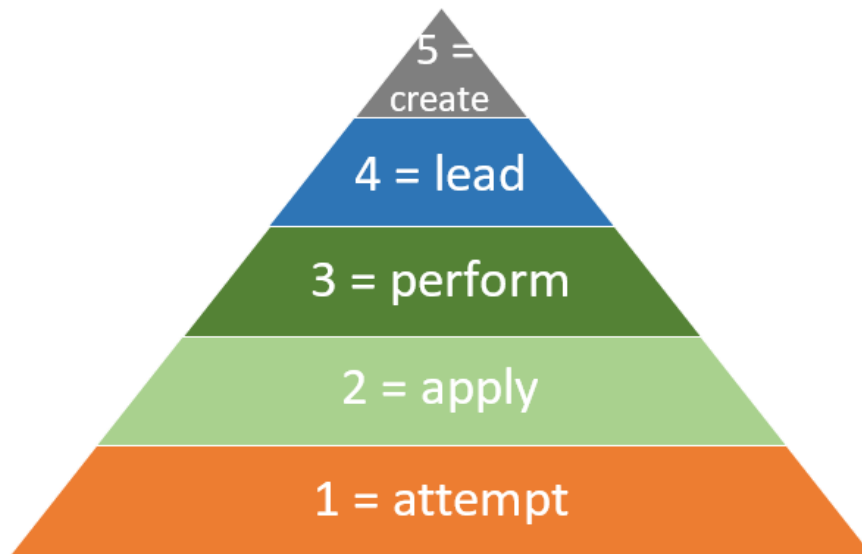 5 =
create
4 = lead
3 = perform
2 = apply
1 = attempt